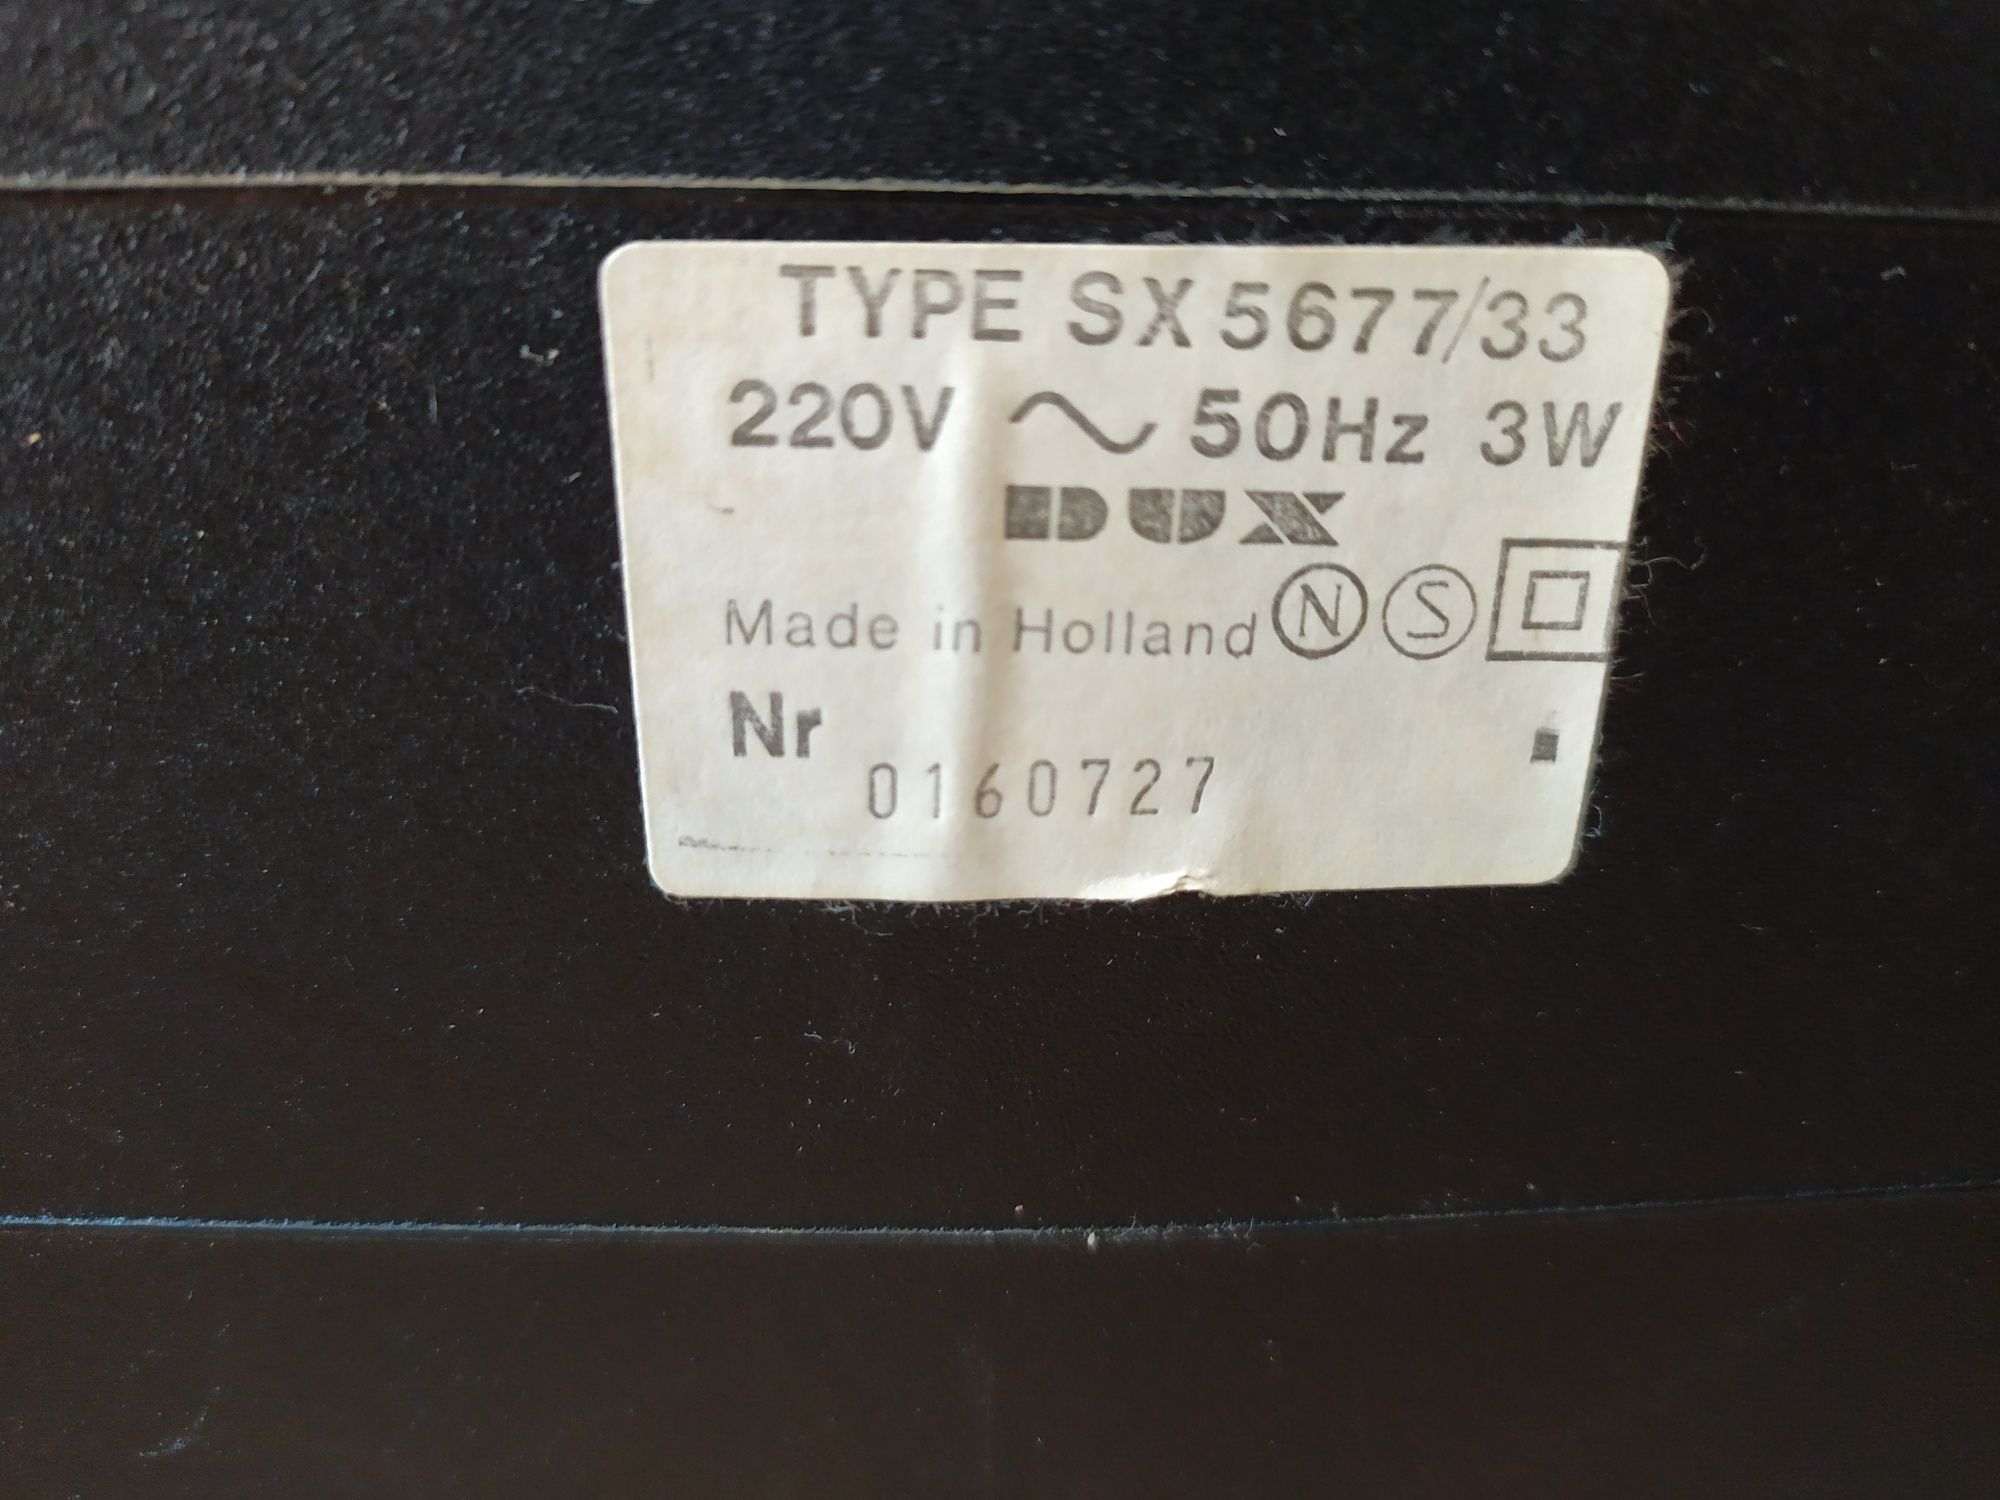 TYPE SX 5677/33
220V ~ 50Hz 3W
DUX
Made in Holland N S
Nr
0160727